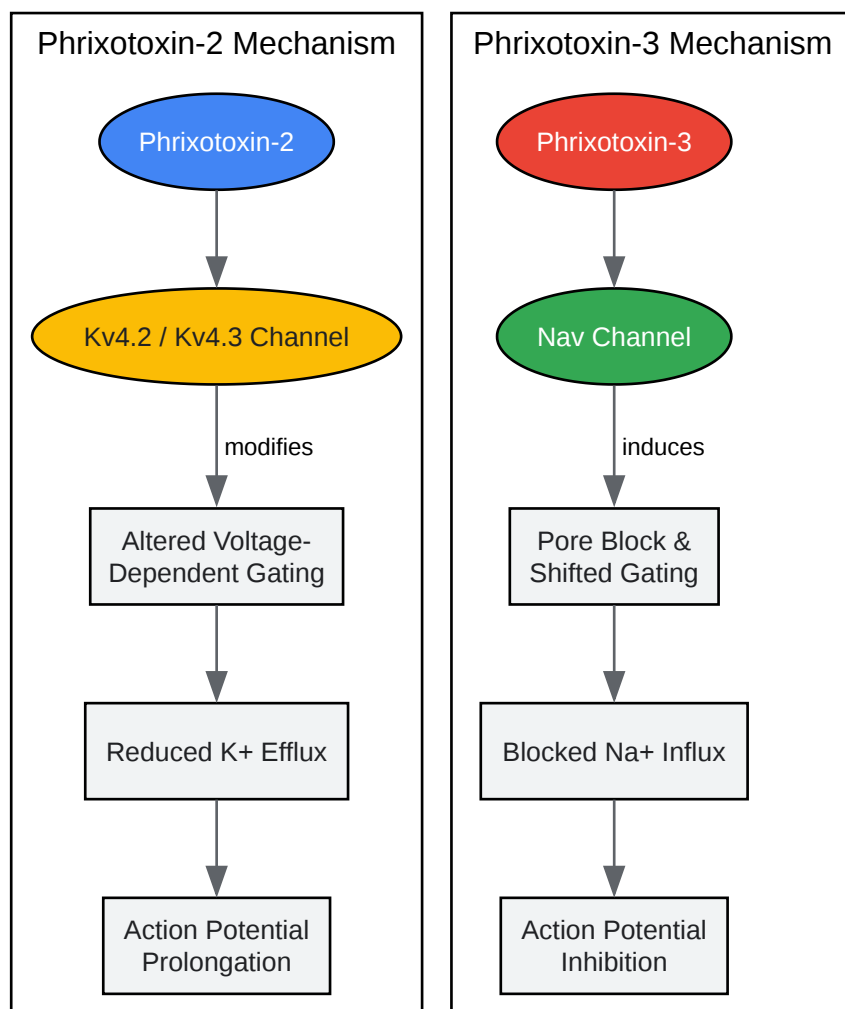 Phrixotoxin-2 Mechanism
Phrixotoxin-2
Kv4.2 / Kv4.3 Channel
modifies
Altered Voltage-
Dependent Gating
Reduced K+ Efflux
Action Potential
Prolongation
Phrixotoxin-3 Mechanism
Phrixotoxin-3
Nav Channel
induces
Pore Block &
Shifted Gating
Blocked Na+ Influx
Action Potential
Inhibition